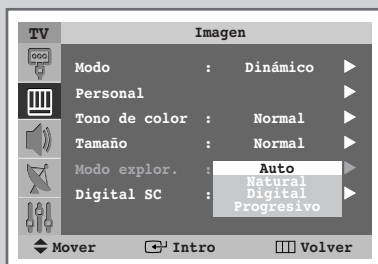 TV Imagen
Modo : Dinámico
Personal
Tono de color : Normal
Tamaño : Normal
Modo explor. : Auto
Natural
Digital SC : Digital
Progresivo
Mover Intro Volver